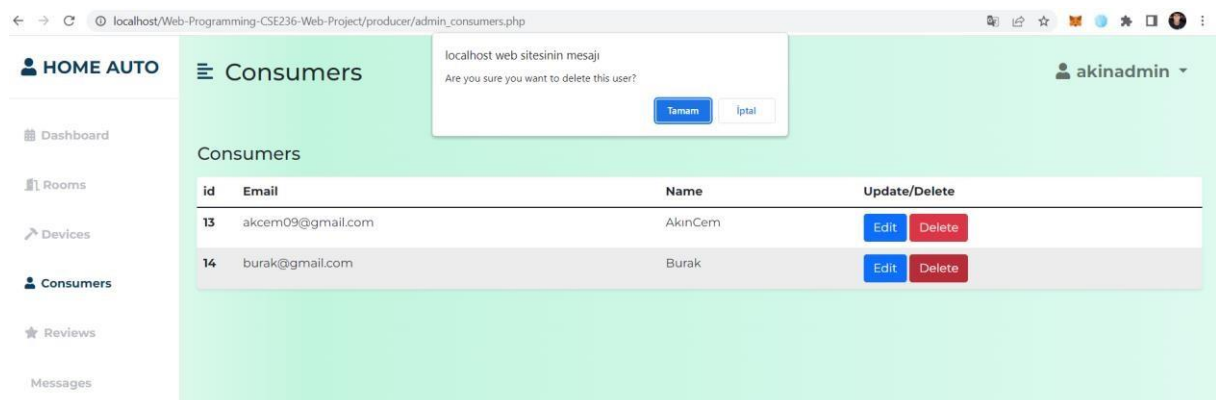 localhost/Web-Programming-CSE236-Web-Project/producer/admin_consumers.php
localhost web sitesinin mesajı
Are you sure you want to delete this user?
Tamam İptal
HOME AUTO
Consumers
akinadmin
Dashboard
Rooms
Devices
Consumers
Reviews
Messages
Consumers
id Email Name Update/Delete
13 akcem09@gmail.com AkınCem Edit Delete
14 burak@gmail.com Burak Edit Delete